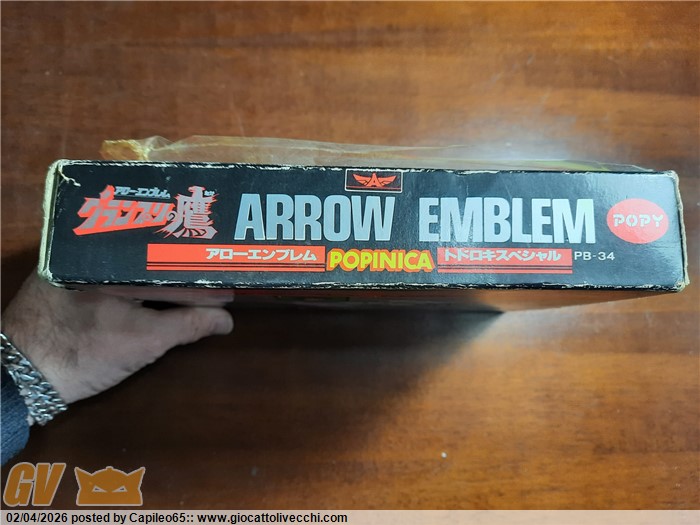 アローエンブレム
グランプリの鷹
A
ARROW EMBLEM
POPY
アローエンブレム POPINICA トドロキスペシャル PB-34
GV
02/04/2026 posted by Capileo65:: www.giocattolivecchi.com